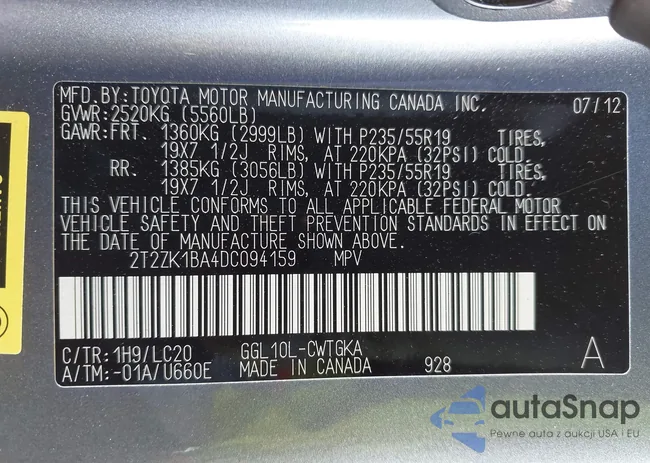 MFD. BY: TOYOTA MOTOR MANUFACTURING CANADA INC. 07/12
GVWR: 2520KG (5560LB)
GAWR: FRT. 1360KG (2999LB) WITH P235/55R19 TIRES,
19X7 1/2J RIMS, AT 220KPA (32PSI) COLD.
RR. 1385KG (3056LB) WITH P235/55R19 TIRES,
19X7 1/2J RIMS, AT 220KPA (32PSI) COLD.
THIS VEHICLE CONFORMS TO ALL APPLICABLE FEDERAL MOTOR
VEHICLE SAFETY AND THEFT PREVENTION STANDARDS IN EFFECT ON
THE DATE OF MANUFACTURE SHOWN ABOVE.
2T2ZK1BA4DC094159 MPV
C/TR: 1H9/LC20 GGL10L-CWTGKA
A/TM: -01A/U660E MADE IN CANADA 928 A
autaSnap
Pewne auta z aukcji USA i EU